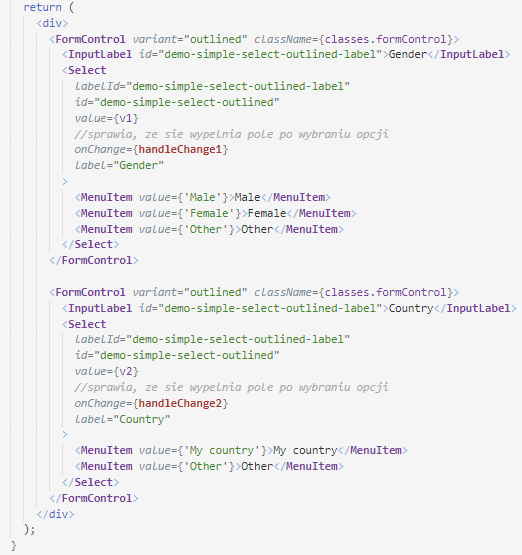 return (
<div>
<FormControl variant="outlined" className={classes.formControl}>
<InputLabel id="demo-simple-select-outlined-label">Gender</InputLabel>
<Select
labelId="demo-simple-select-outlined-label"
id="demo-simple-select-outlined"
value={v1}
//sprawia, ze sie wypelnia pole po wybraniu opcji
onChange={handleChange1}
label="Gender"
>
<MenuItem value={'Male'}>Male</MenuItem>
<MenuItem value={'Female'}>Female</MenuItem>
<MenuItem value={'Other'}>Other</MenuItem>
</Select>
</FormControl>
<FormControl variant="outlined" className={classes.formControl}>
<InputLabel id="demo-simple-select-outlined-label">Country</InputLabel>
<Select
labelId="demo-simple-select-outlined-label"
id="demo-simple-select-outlined"
value={v2}
//sprawia, ze sie wypelnia pole po wybraniu opcji
onChange={handleChange2}
label="Country"
>
<MenuItem value={'My country'}>My country</MenuItem>
<MenuItem value={'Other'}>Other</MenuItem>
</Select>
</FormControl>
</div>
);
}